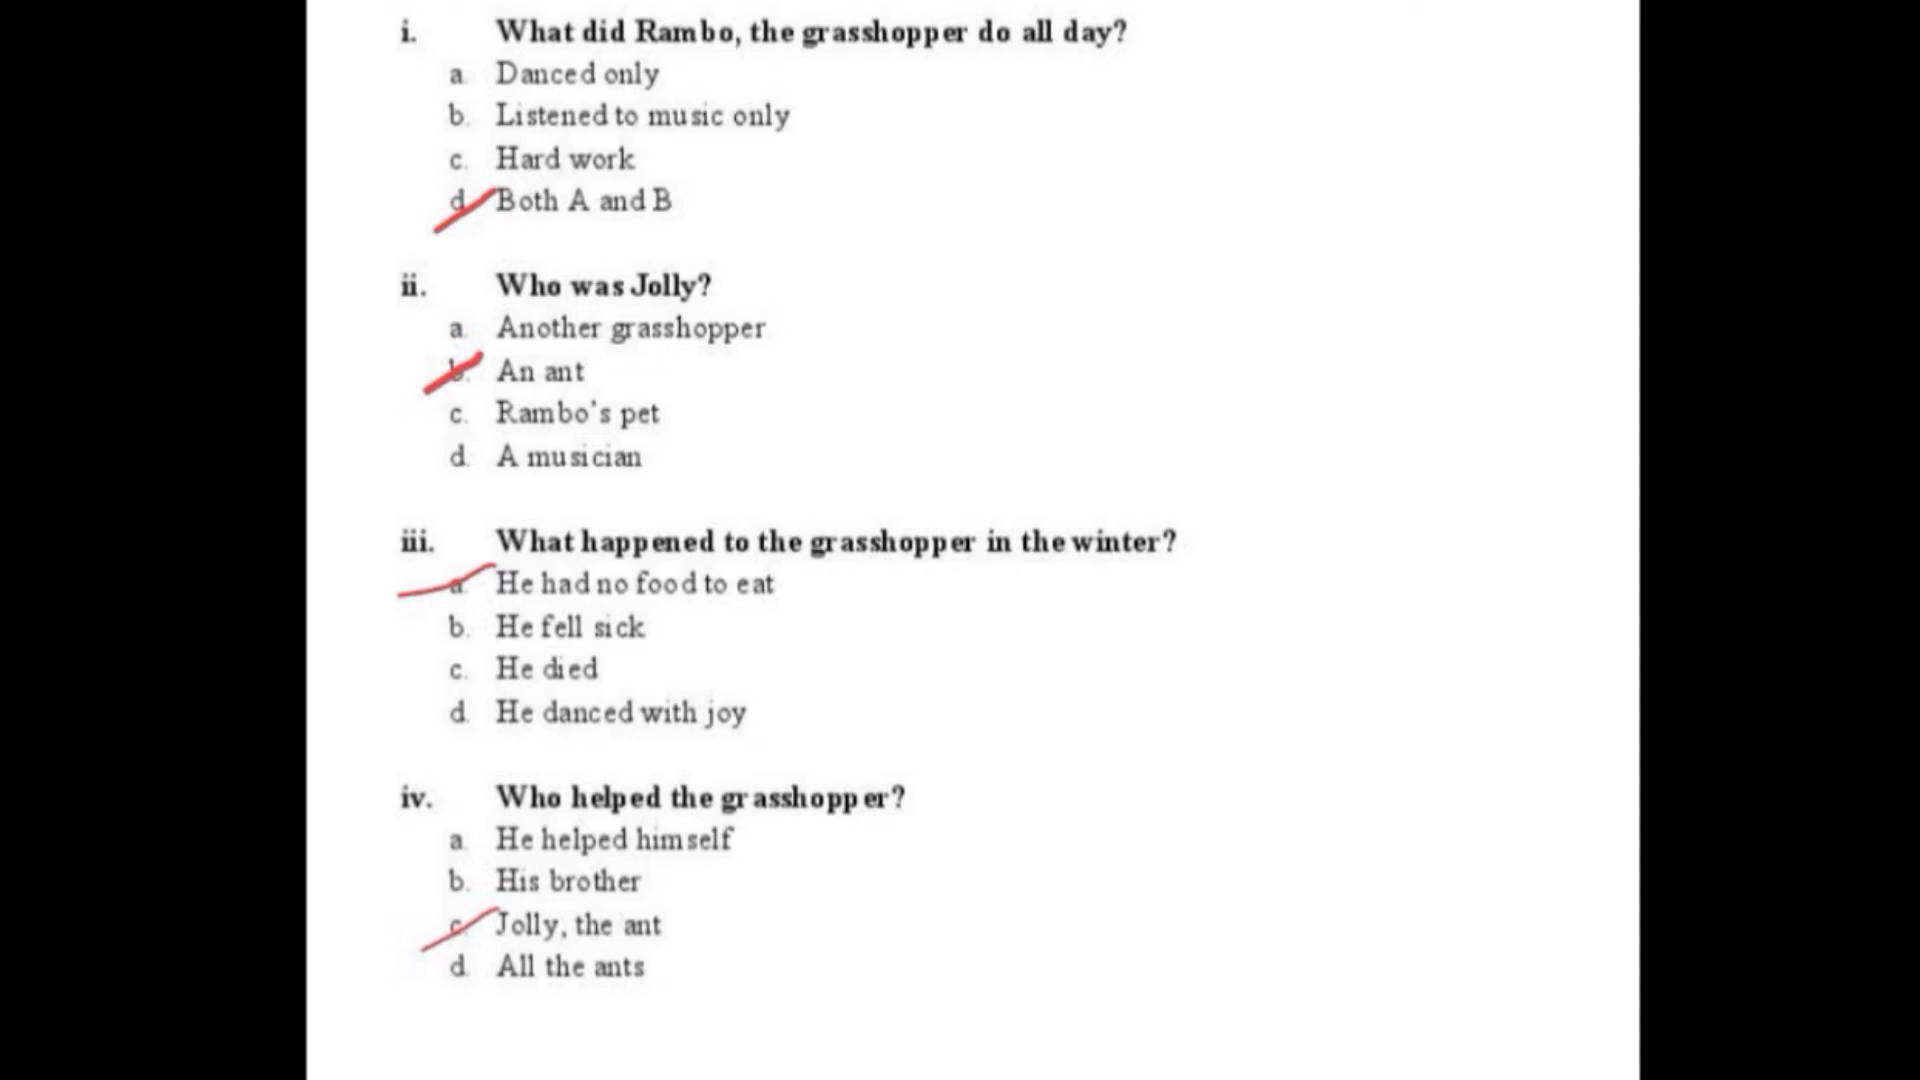 i. What did Rambo, the grasshopper do all day?
a. Danced only
b. Listened to music only
c. Hard work
d. Both A and B
ii. Who was Jolly?
a. Another grasshopper
b. An ant
c. Rambo's pet
d. A musician
iii. What happened to the grasshopper in the winter?
a. He had no food to eat
b. He fell sick
c. He died
d. He danced with joy
iv. Who helped the grasshopper?
a. He helped himself
b. His brother
c. Jolly, the ant
d. All the ants